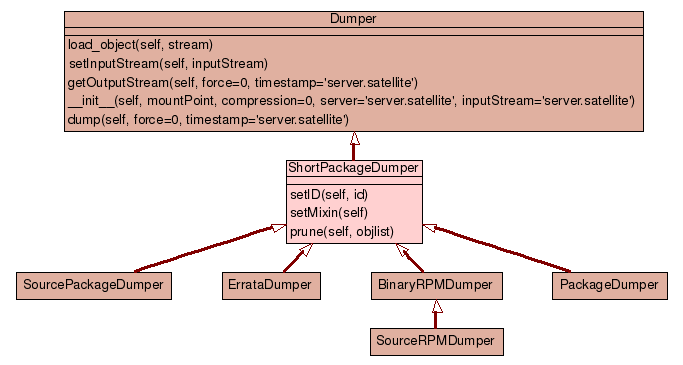 Dumper
load_object(self, stream)
setInputStream(self, inputStream)
getOutputStream(self, force=0, timestamp='server.satellite')
__init__(self, mountPoint, compression=0, server='server.satellite', inputStream='server.satellite')
dump(self, force=0, timestamp='server.satellite')
ShortPackageDumper
setID(self, id)
setMixin(self)
prune(self, objlist)
SourcePackageDumper
ErrataDumper
BinaryRPMDumper
PackageDumper
SourceRPMDumper